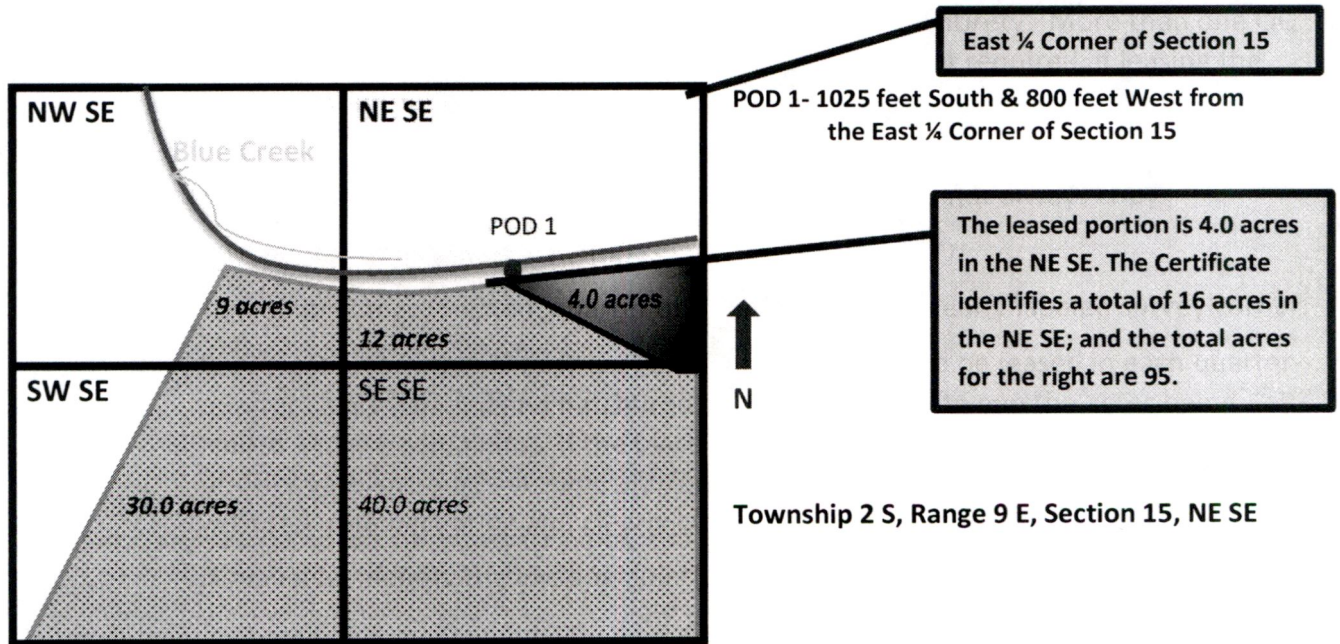 East ¼ Corner of Section 15
NW SE
NE SE
POD 1- 1025 feet South & 800 feet West from
the East ¼ Corner of Section 15
Blue Creek
POD 1
The leased portion is 4.0 acres
in the NE SE. The Certificate
identifies a total of 16 acres in
the NE SE; and the total acres
for the right are 95.
9 acres
4.0 acres
12 acres
N
SW SE
SE SE
30.0 acres
40.0 acres
Township 2 S, Range 9 E, Section 15, NE SE